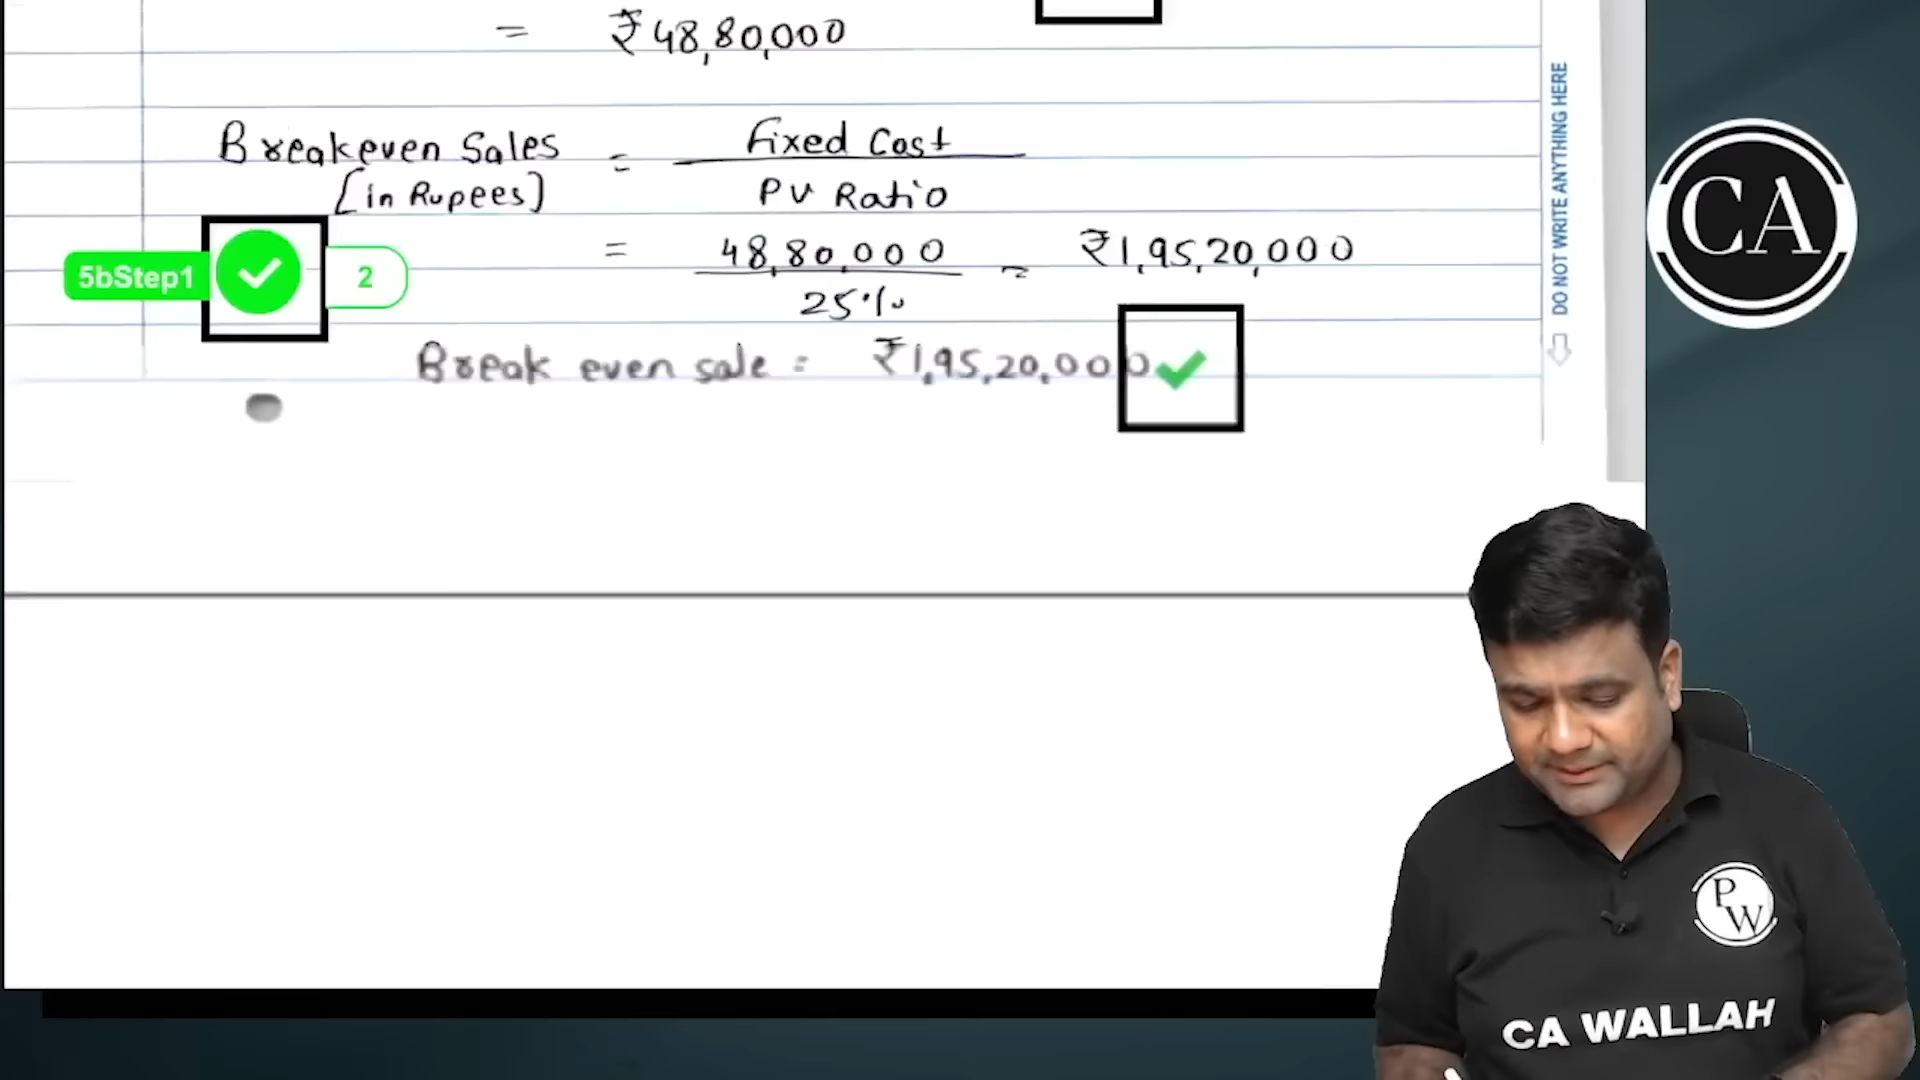 = ₹48,80,000
Breakeven Sales = Fixed Cost
[in Rupees] PV Ratio
5bStep1 2 = 48,80,000 = ₹1,95,20,000
25%
Break even sale = ₹1,95,20,000
DO NOT WRITE ANYTHING HERE
CA
PW
CA WALLAH